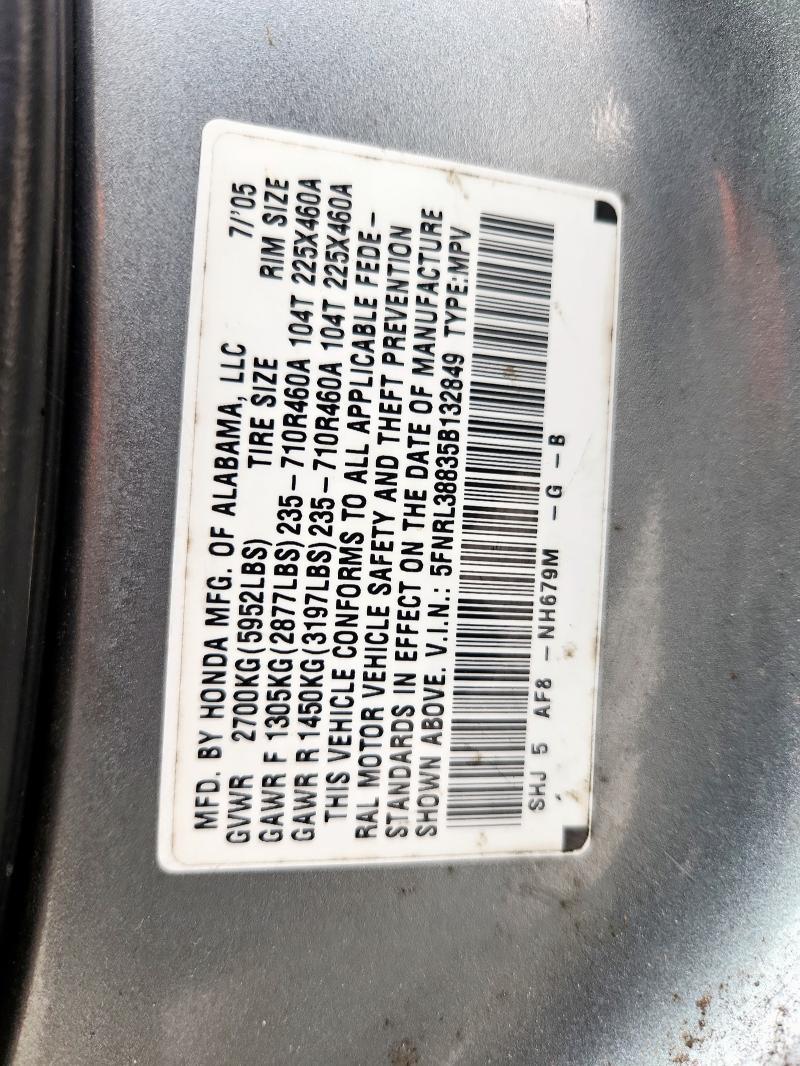 MFD. BY HONDA MFG. OF ALABAMA, LLC 7/'05
GVWR 2700KG(5952LBS) TIRE SIZE RIM SIZE
GAWR F 1305KG(2877LBS) 235-710R460A 104T 225X460A
GAWR R 1450KG(3197LBS) 235-710R460A 104T 225X460A
THIS VEHICLE CONFORMS TO ALL APPLICABLE FEDE-
RAL MOTOR VEHICLE SAFETY AND THEFT PREVENTION
STANDARDS IN EFFECT ON THE DATE OF MANUFACTURE
SHOWN ABOVE. V.I.N.: 5FNRL38835B132849 TYPE:MPV
SHJ 5 AF8 -NH679M -G -B